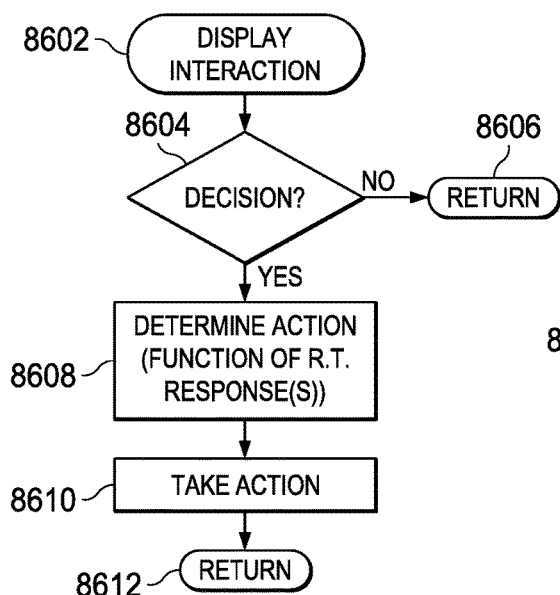 8602
DISPLAY
INTERACTION
8604
DECISION?
NO
8606
RETURN
YES
8608
DETERMINE ACTION
(FUNCTION OF R.T.
RESPONSE(S))
8
8610
TAKE ACTION
8612
RETURN